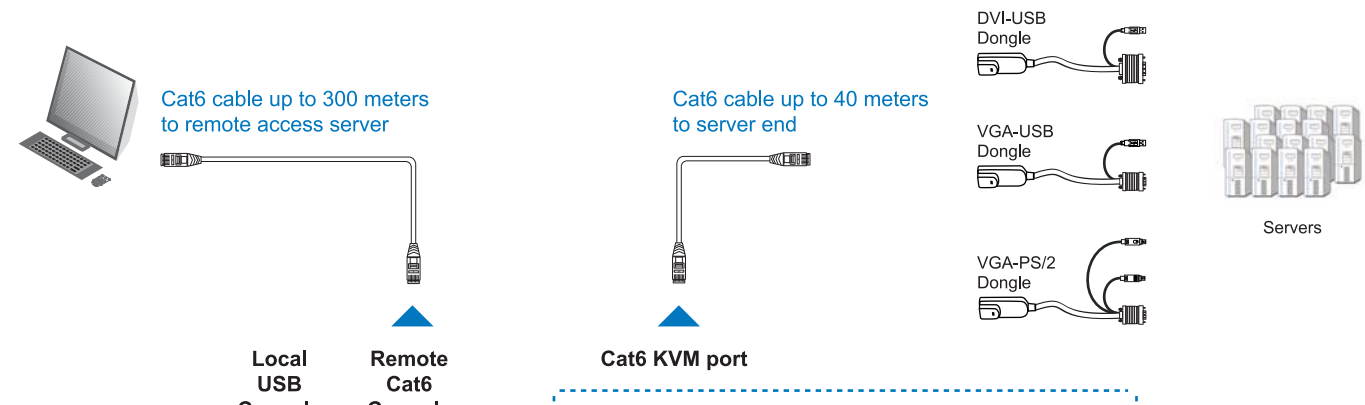 DVI-USB
Dongle
Cat6 cable up to 300 meters
to remote access server
Cat6 cable up to 40 meters
to server end
VGA-USB
Dongle
Servers
VGA-PS/2
Dongle
Local
USB
Remote
Cat6
Cat6 KVM port